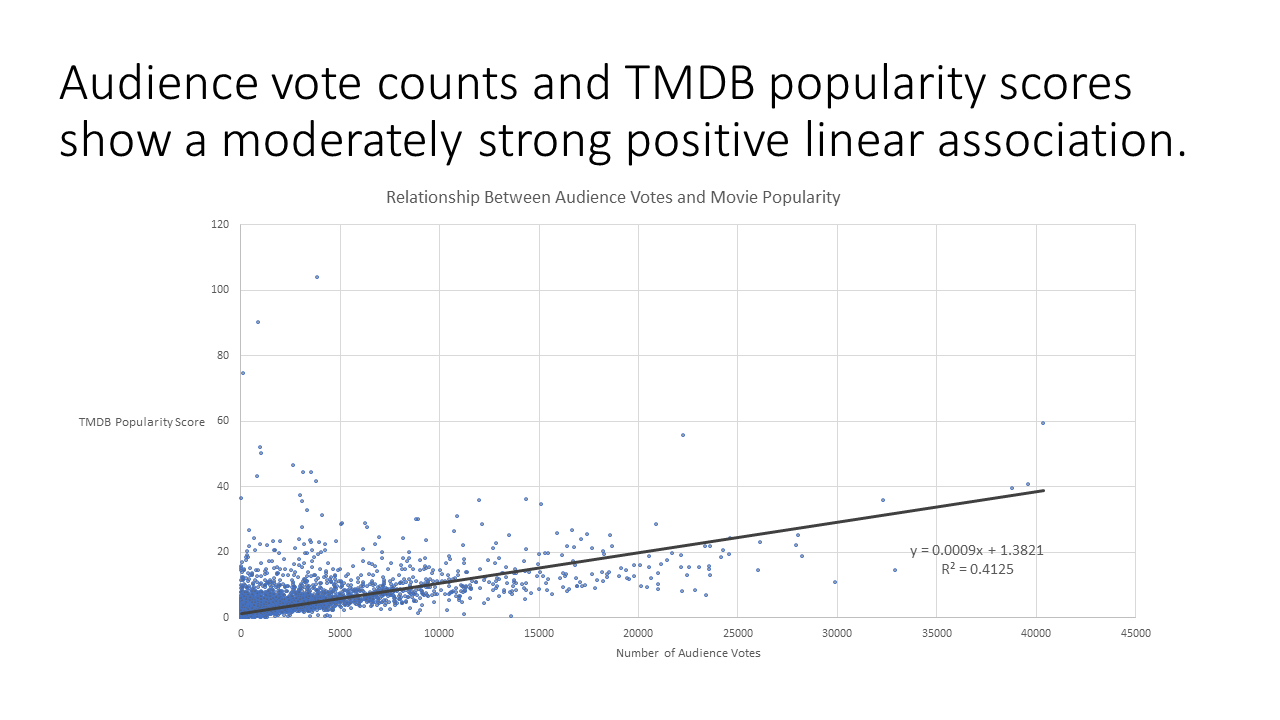 Audience vote counts and TMDB popularity scores
show a moderately strong positive linear association.
Relationship Between Audience Votes and Movie Popularity
120
100
80
TMDB Popularity Score
60
40
20
0
y = 0.0009x + 1.3821
R² = 0.4125
0 5000 10000 15000 20000 25000 30000 35000 40000 45000
Number of Audience Votes